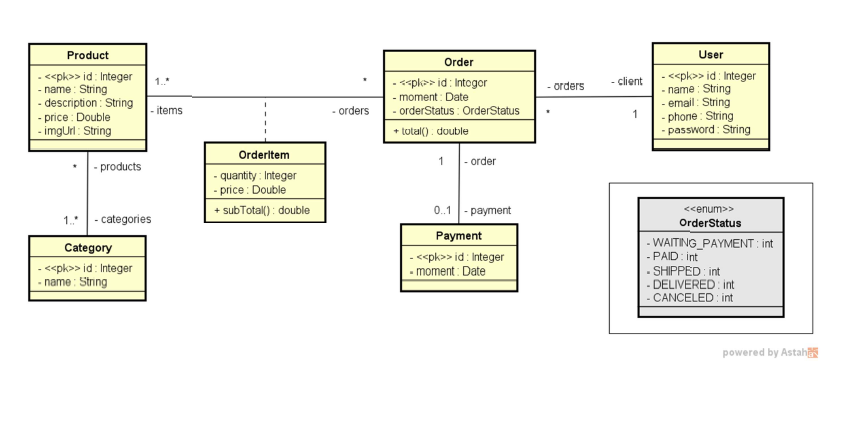 Product
- <<pk>> id : Integer
- name : String
- description : String
- price : Double
- imgUrl : String
1..*
- items
*
- orders
Order
- <<pk>> id : Integer
- moment : Date
- orderStatus : OrderStatus
+ total() : double
- orders
*
- client
1
User
- <<pk>> id : Integer
- name : String
- email : String
- phone : String
- password : String
OrderItem
- quantity : Integer
- price : Double
+ subTotal() : double
* - products
1..* - categories
Category
- <<pk>> id : Integer
- name : String
1 - order
0..1 - payment
Payment
- <<pk>> id : Integer
- moment : Date
<<enum>>
OrderStatus
- WAITING_PAYMENT : int
- PAID : int
- SHIPPED : int
- DELIVERED : int
- CANCELED : int
powered by Astah